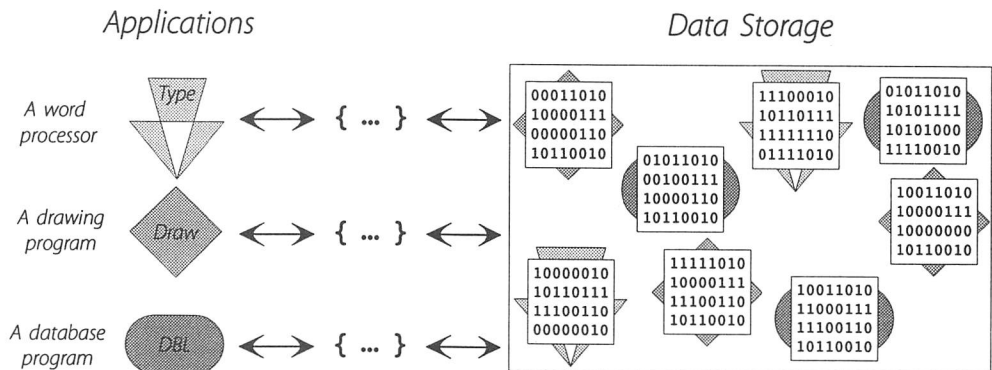 Applications
Data Storage
A word
processor
Type
{ ... }
A drawing
program
Draw
{ ... }
A database
program
DBL
{ ... }
00011010
10000111
00000110
10110010
01011010
00100111
10000110
10110010
11100010
10110111
11111110
01111010
01011010
10101111
10101000
11110010
10011010
10000111
10000000
10110010
10000010
10110111
11100110
00000010
11111010
10000111
11100110
10110010
10011010
11000111
11100110
10110010